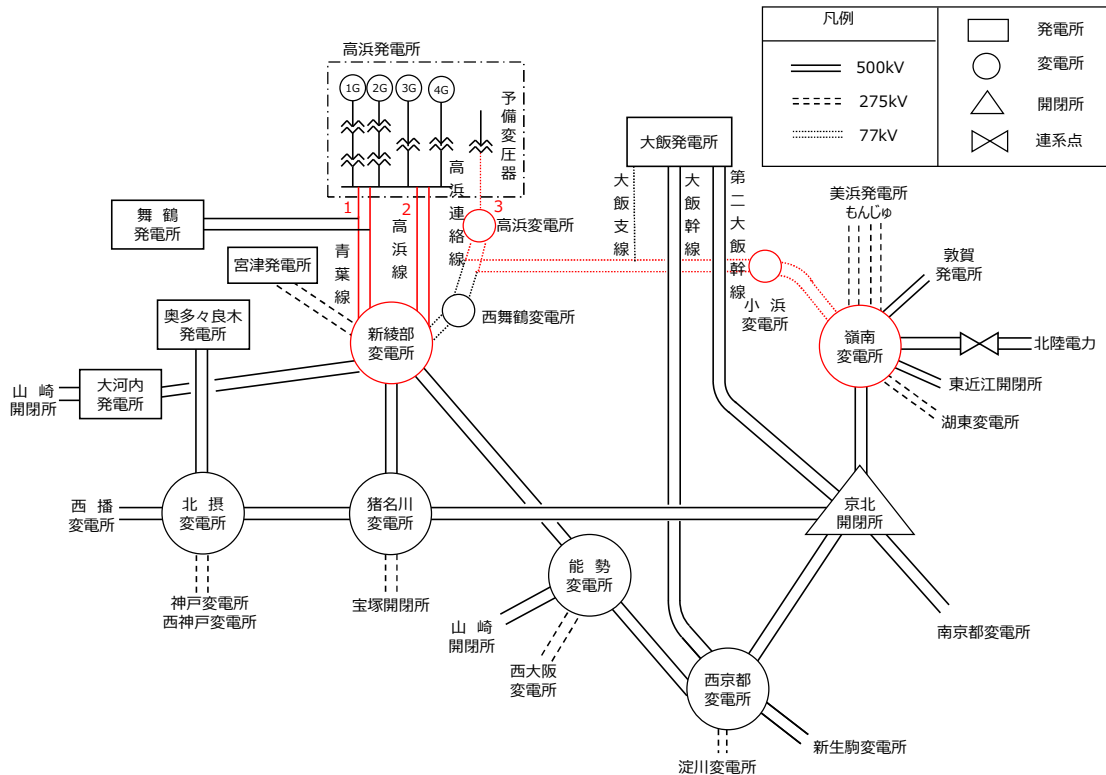 凡例
500kV
275kV
77kV
発電所
変電所
開閉所
連系点
高浜発電所
1G
2G
3G
4G
予備変圧器
高浜連絡線
1
2
3
青葉線
高浜線
高浜変電所
舞鶴
発電所
宮津発電所
奥多々良木
発電所
大河内
発電所
山崎
開閉所
新綾部
変電所
西舞鶴変電所
大飯発電所
大飯支線
大飯幹線
第二大飯幹線
小浜
変電所
美浜発電所
もんじゅ
敦賀
発電所
嶺南
変電所
北陸電力
東近江開閉所
湖東変電所
西播
変電所
北摂
変電所
猪名川
変電所
京北
開閉所
神戸変電所
西神戸変電所
宝塚開閉所
能勢
変電所
山崎
開閉所
西大阪
変電所
南京都変電所
西京都
変電所
新生駒変電所
淀川変電所